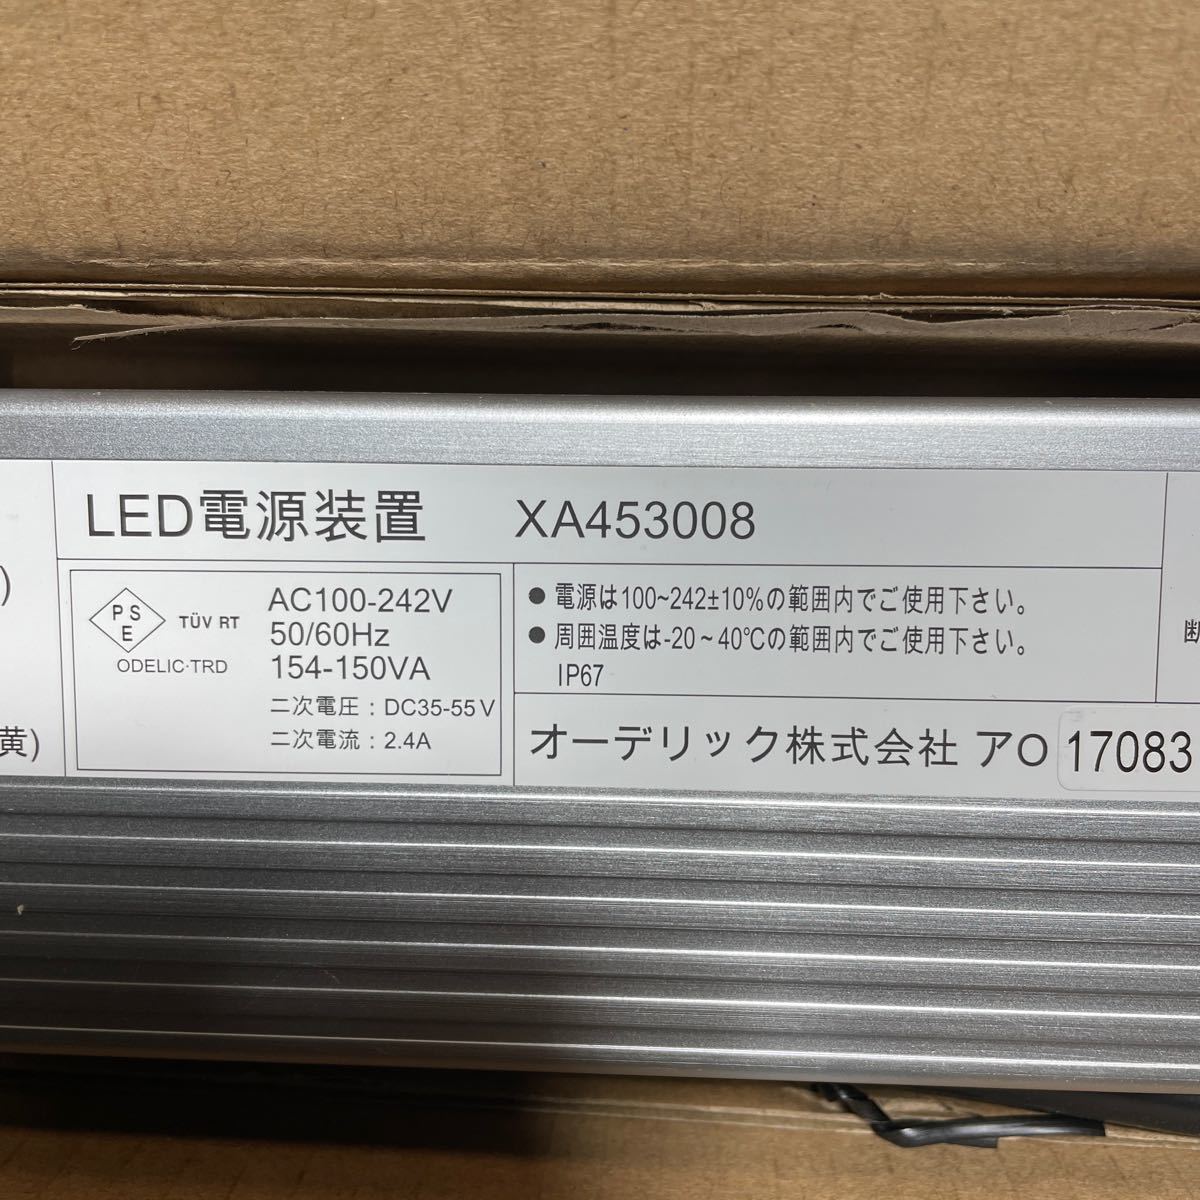 )
黄)
LED電源装置 XA453008
PS
E
TÜV RT
ODELIC·TRD
AC100-242V
50/60Hz
154-150VA
二次電圧：DC35-55V
二次電流：2.4A
●電源は100~242±10%の範囲内でご使用下さい。
●周囲温度は-20～40℃の範囲内でご使用下さい。
IP67
オーデリック株式会社 アO 17083
断